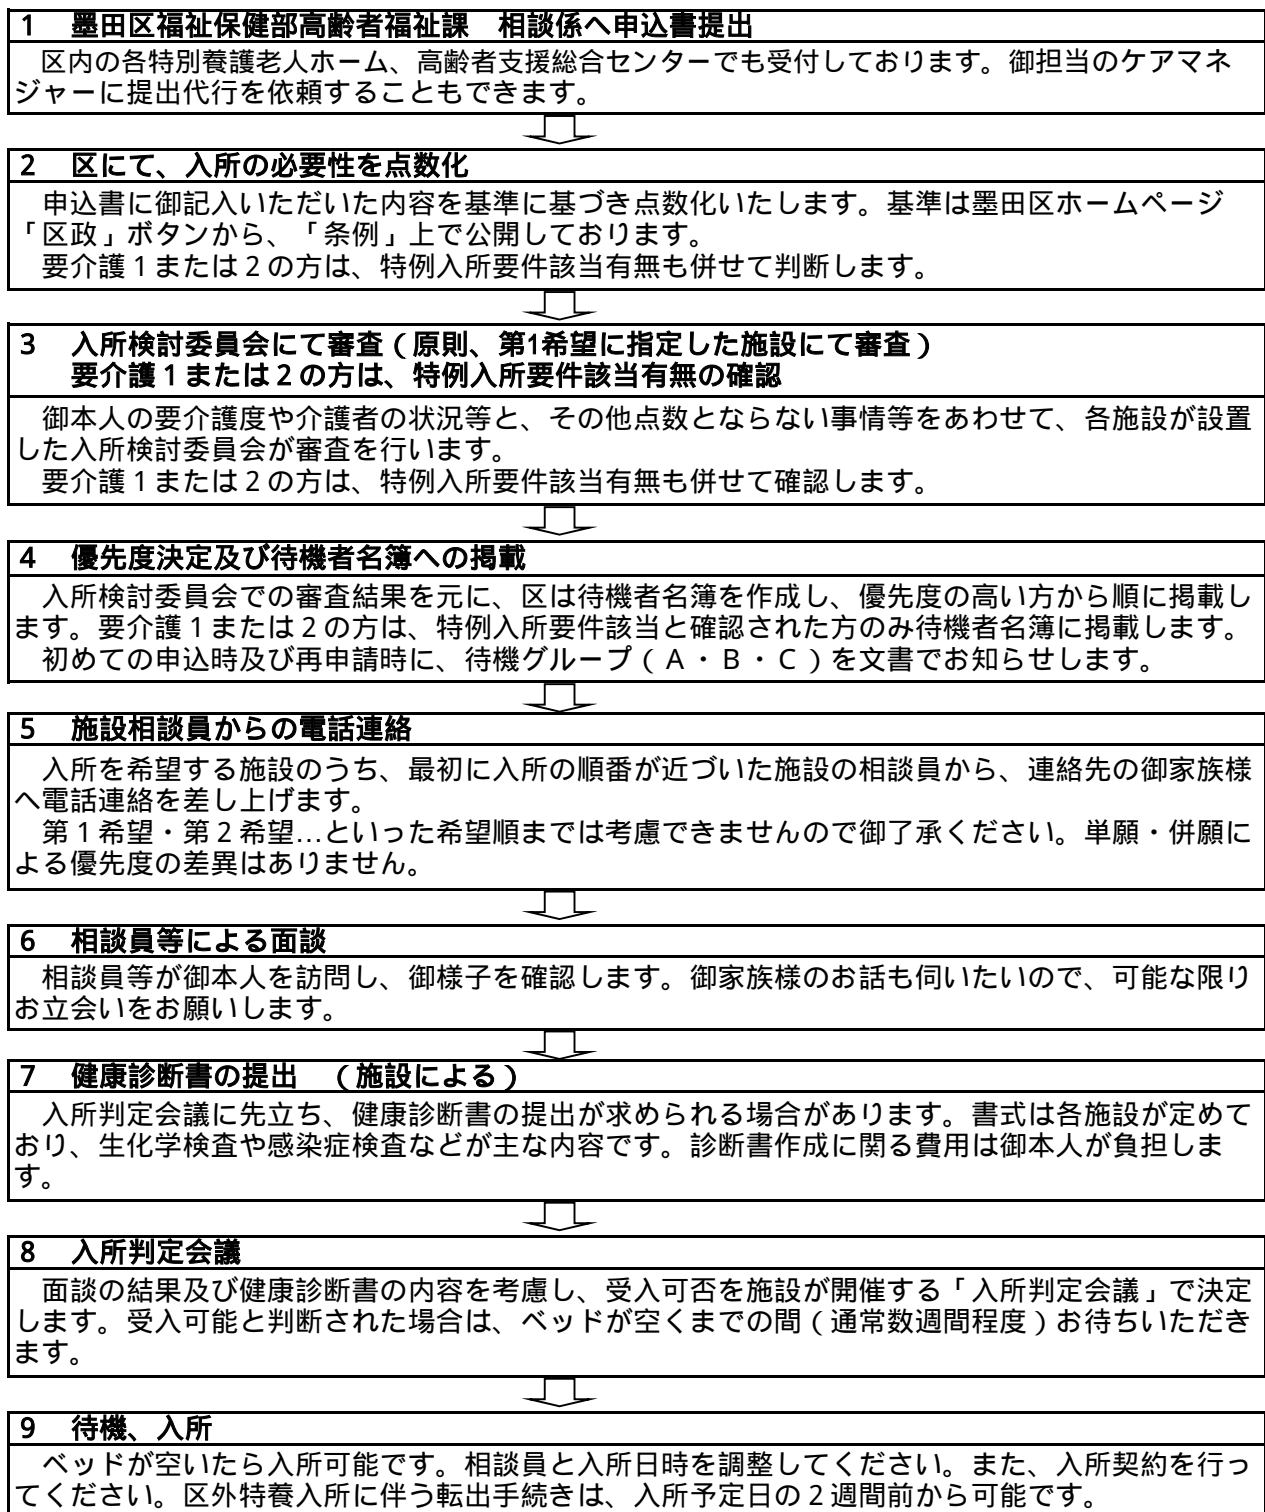 1　墨田区福祉保健部高齢者福祉課　相談係へ申込書提出
　区内の各特別養護老人ホーム、高齢者支援総合センターでも受付しております。御担当のケアマネ
ジャーに提出代行を依頼することもできます。
2　区にて、入所の必要性を点数化
　申込書に御記入いただいた内容を基準に基づき点数化いたします。基準は墨田区ホームページ
「区政」ボタンから、「条例」上で公開しております。
　要介護１または２の方は、特例入所要件該当有無も併せて判断します。
3　入所検討委員会にて審査（原則、第1希望に指定した施設にて審査）
　　要介護１または２の方は、特例入所要件該当有無の確認
　御本人の要介護度や介護者の状況等と、その他点数とならない事情等をあわせて、各施設が設置
した入所検討委員会が審査を行います。
　要介護１または２の方は、特例入所要件該当有無も併せて確認します。
4　優先度決定及び待機者名簿への掲載
　入所検討委員会での審査結果を元に、区は待機者名簿を作成し、優先度の高い方から順に掲載し
ます。要介護１または２の方は、特例入所要件該当と確認された方のみ待機者名簿に掲載します。
　初めての申込時及び再申請時に、待機グループ（Ａ・Ｂ・Ｃ）を文書でお知らせします。
5　施設相談員からの電話連絡
　入所を希望する施設のうち、最初に入所の順番が近づいた施設の相談員から、連絡先の御家族様
へ電話連絡を差し上げます。
　第１希望・第２希望…といった希望順までは考慮できませんので御了承ください。単願・併願に
よる優先度の差異はありません。
6　相談員等による面談
　相談員等が御本人を訪問し、御様子を確認します。御家族様のお話も伺いたいので、可能な限り
お立会いをお願いします。
7　健康診断書の提出　（施設による）
　入所判定会議に先立ち、健康診断書の提出が求められる場合があります。書式は各施設が定めて
おり、生化学検査や感染症検査などが主な内容です。診断書作成に関る費用は御本人が負担しま
す。
8　入所判定会議
　面談の結果及び健康診断書の内容を考慮し、受入可否を施設が開催する「入所判定会議」で決定
します。受入可能と判断された場合は、ベッドが空くまでの間（通常数週間程度）お待ちいただき
ます。
9　待機、入所
　ベッドが空いたら入所可能です。相談員と入所日時を調整してください。また、入所契約を行っ
てください。区外特養入所に伴う転出手続きは、入所予定日の２週間前から可能です。